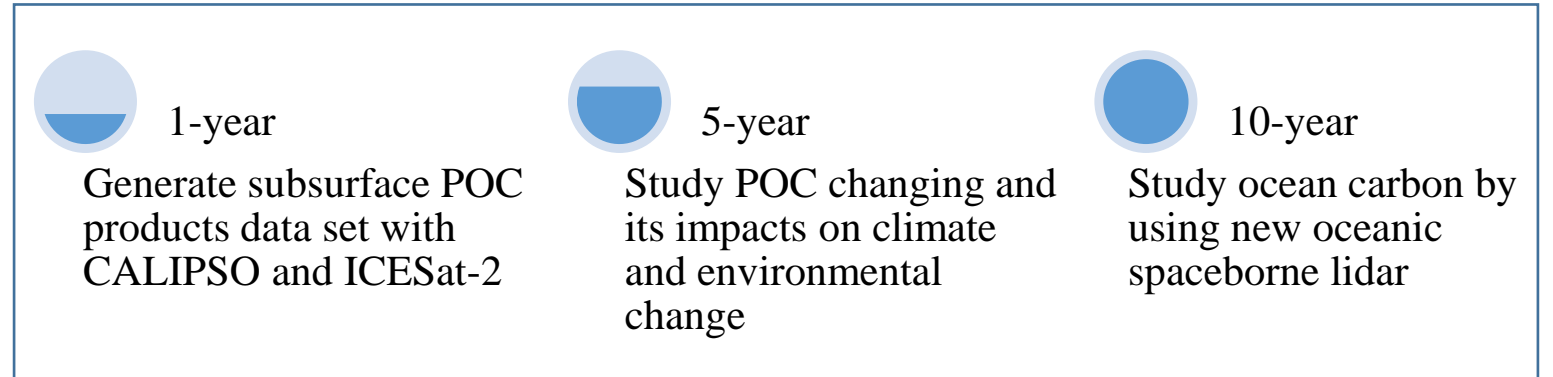 1-year
Generate subsurface POC
products data set with
CALIPSO and ICESat-2
5-year
Study POC changing and
its impacts on climate
and environmental
change
10-year
Study ocean carbon by
using new oceanic
spaceborne lidar